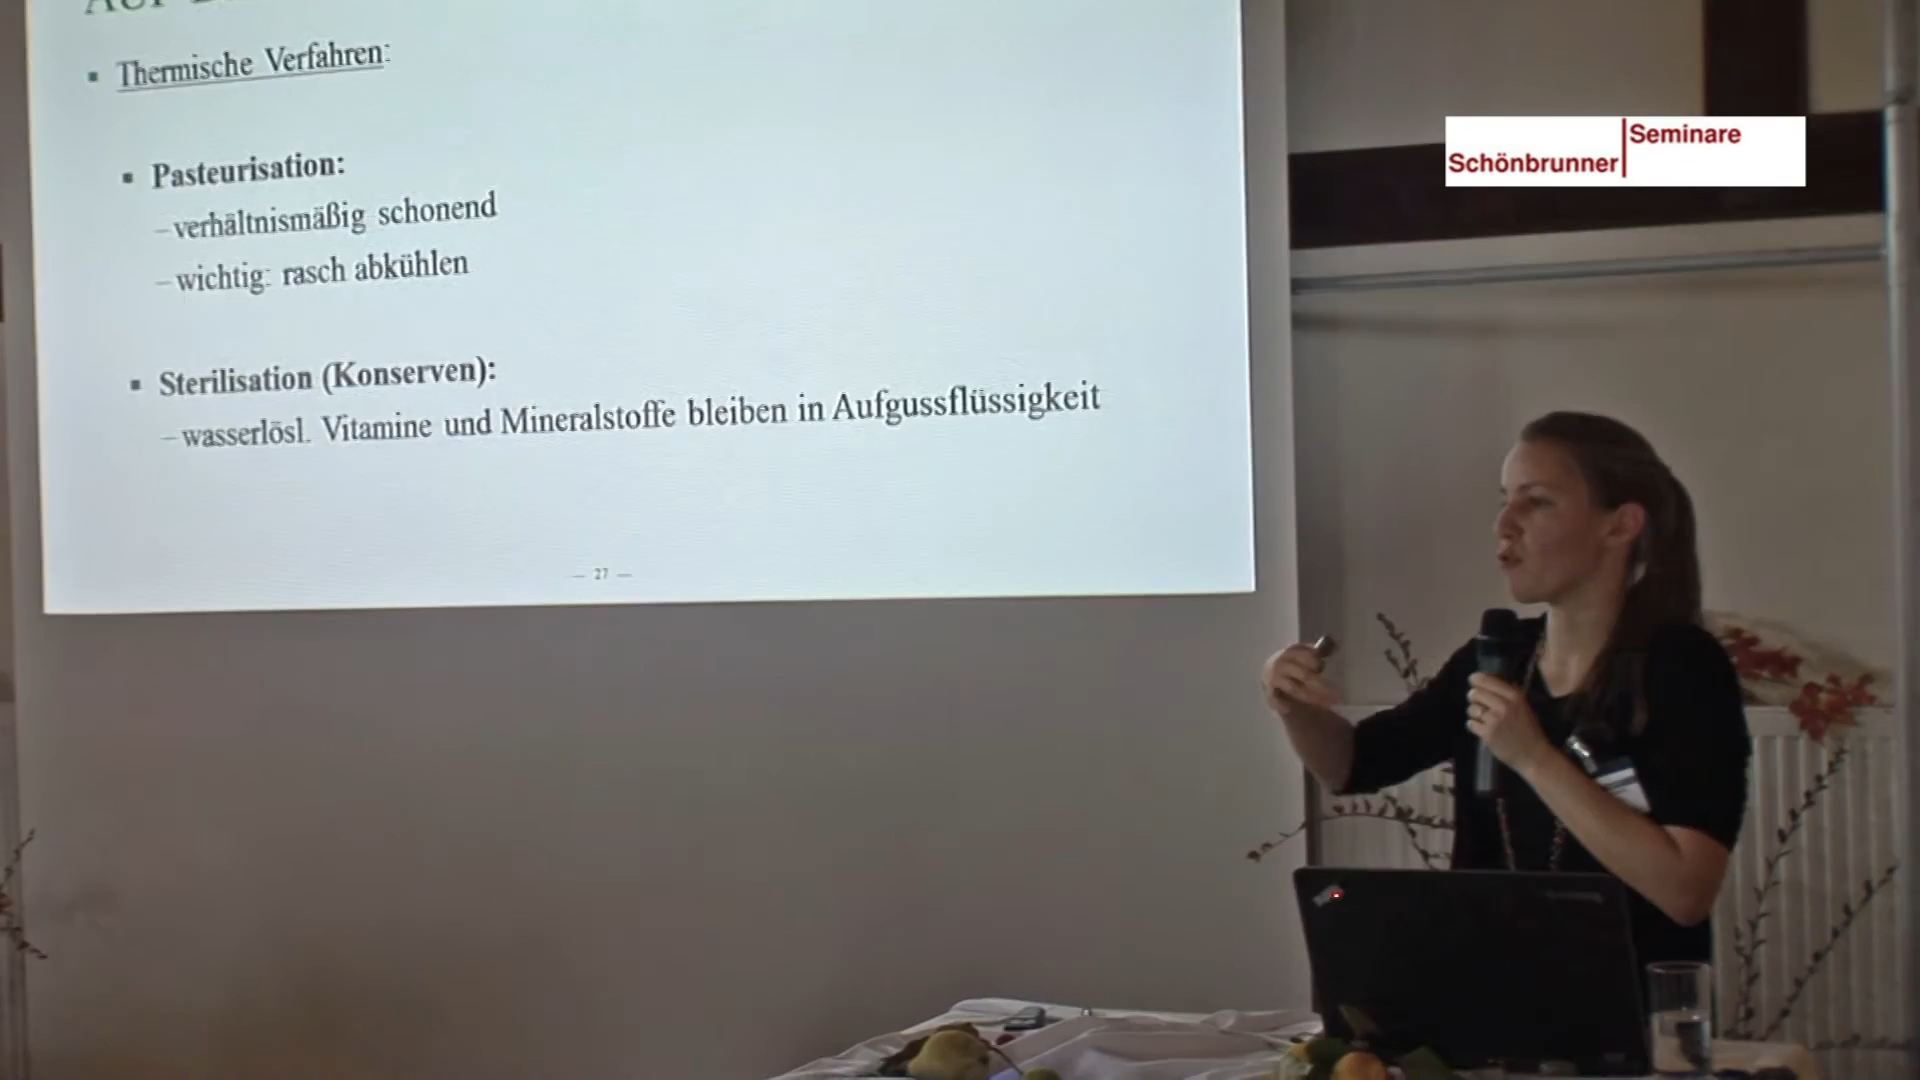 ▪ Thermische Verfahren:
▪ Pasteurisation:
– verhältnismäßig schonend
– wichtig: rasch abkühlen
▪ Sterilisation (Konserven):
– wasserlösl. Vitamine und Mineralstoffe bleiben in Aufgussflüssigkeit
— 27 —
Seminare
Schönbrunner